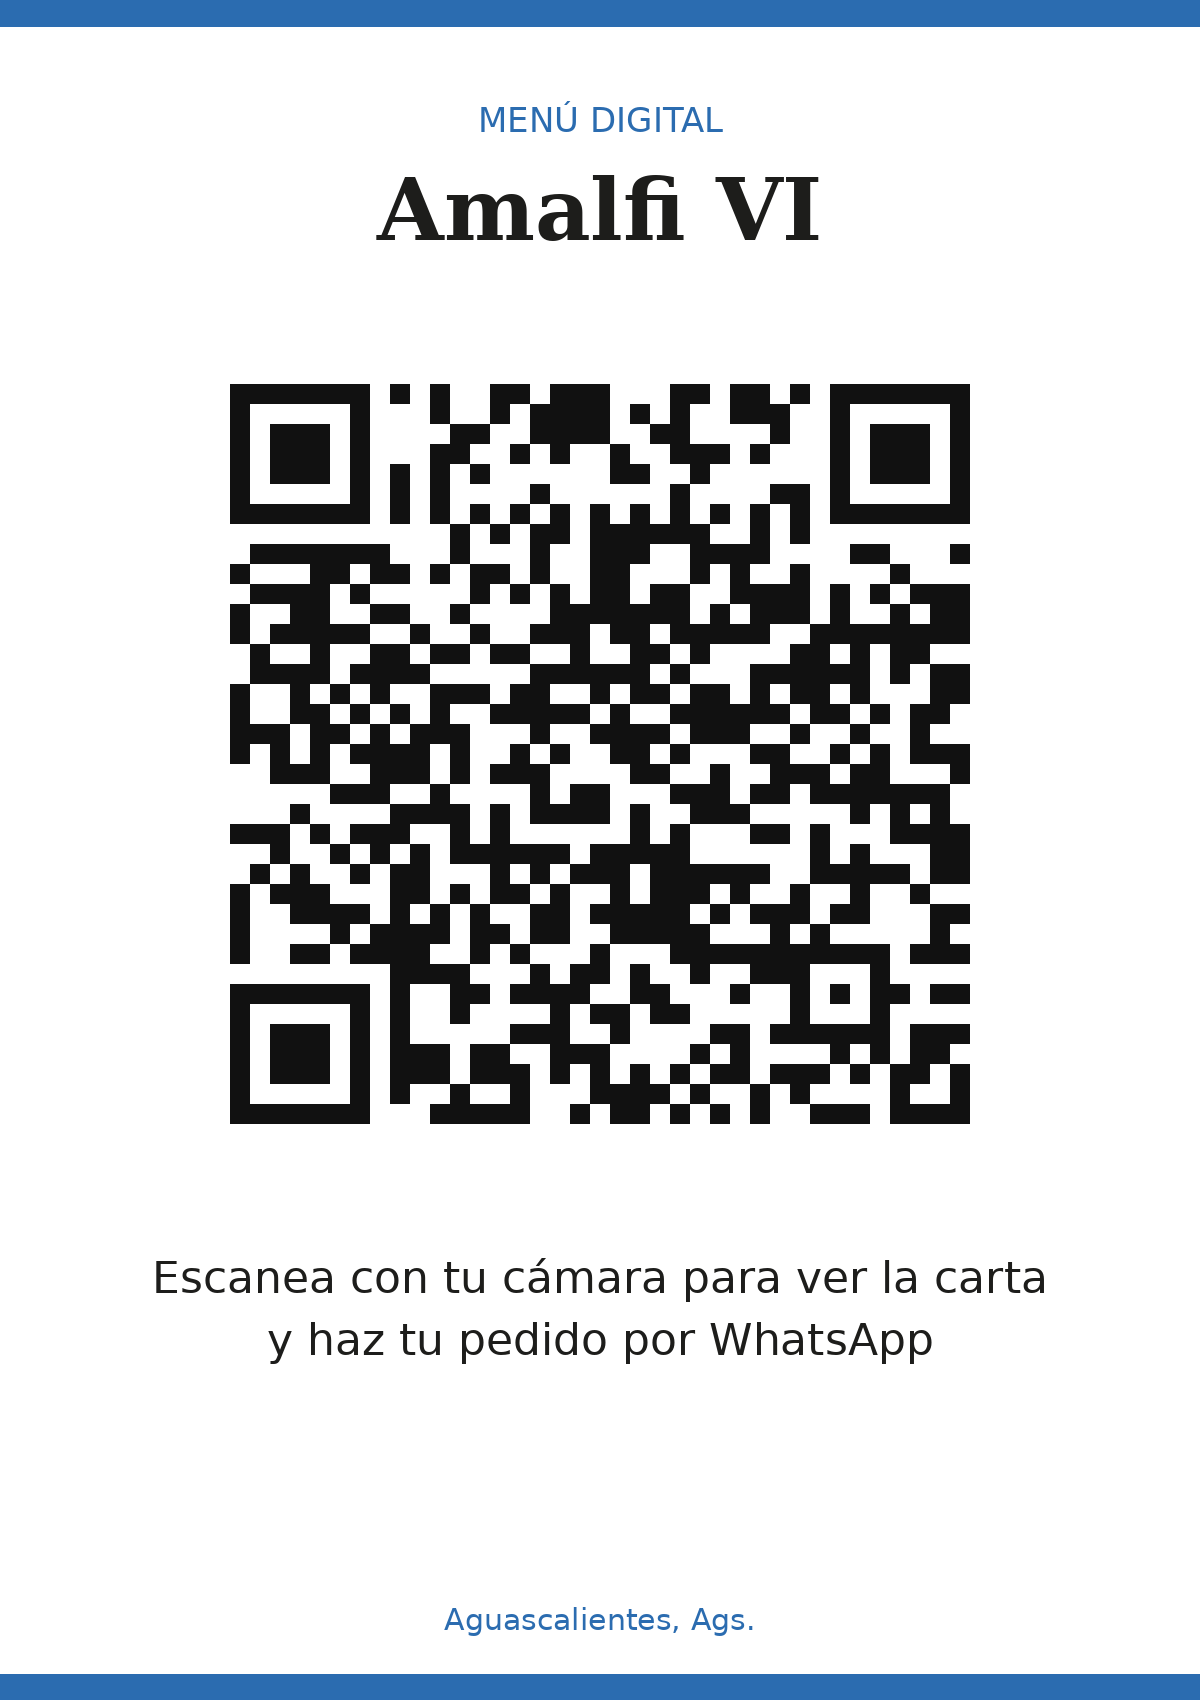 MENÚ DIGITAL
Amalfi VI
Escanea con tu cámara para ver la carta
y haz tu pedido por WhatsApp
Aguascalientes, Ags.